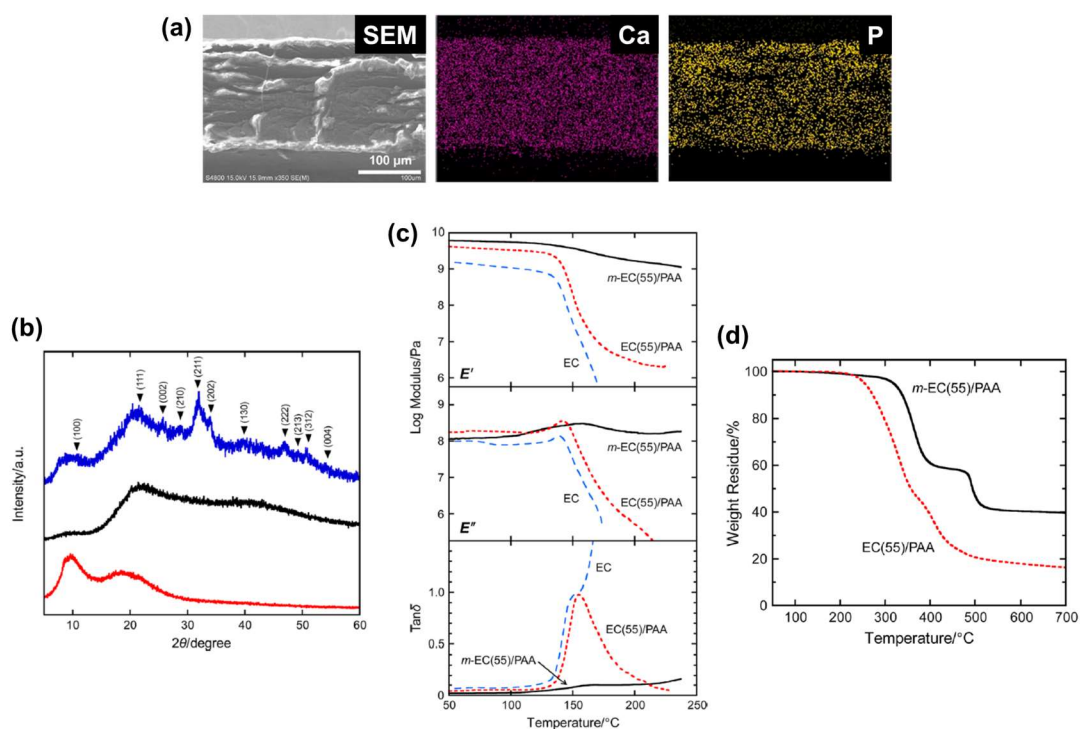 (a)
SEM
Ca
P
100 µm
S4800 15.0kV 15.9mm x350 SE(M)
100um
(b)
(100)
(111)
(002)
(210)
(211)
(202)
(130)
(222)
(213)
(312)
(004)
Intensity/a.u.
10 20 30 40 50 60
2θ/degree
(c)
10
9
8
7
6
m-EC(55)/PAA
EC(55)/PAA
EC
E′
Log Modulus/Pa
9
8
7
6
m-EC(55)/PAA
EC
EC(55)/PAA
E″
EC
1.0
0.5
0
EC(55)/PAA
m-EC(55)/PAA
Tanδ
50 100 150 200 250
Temperature/°C
(d)
100
80
60
40
20
0
m-EC(55)/PAA
EC(55)/PAA
Weight Residue/%
100 200 300 400 500 600 700
Temperature/°C